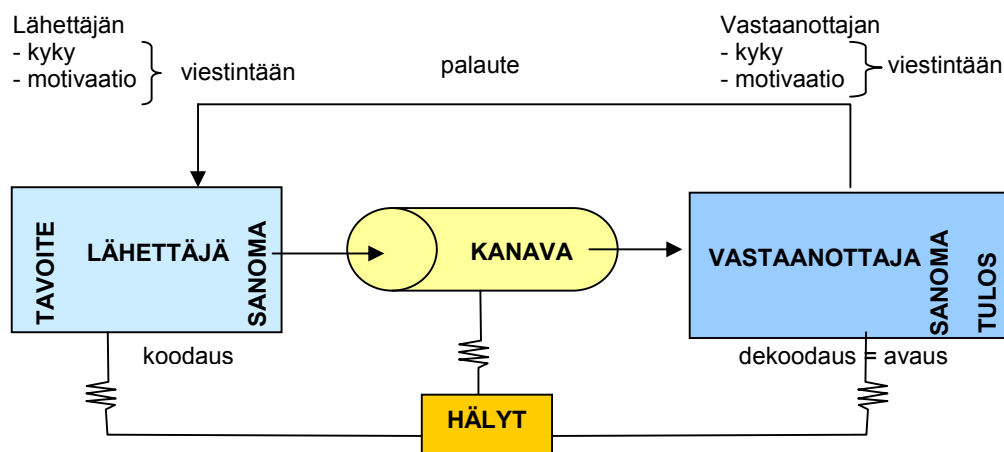 Lähettäjän
- kyky
- motivaatio
viestintään
palaute
Vastaanottajan
- kyky
- motivaatio
viestintään
TAVOITE
LÄHETTÄJÄ
SANOMA
KANAVA
VASTAANOTTAJA
SANOMA
TULOS
koodaus
dekoodaus = avaus
HÄLYT